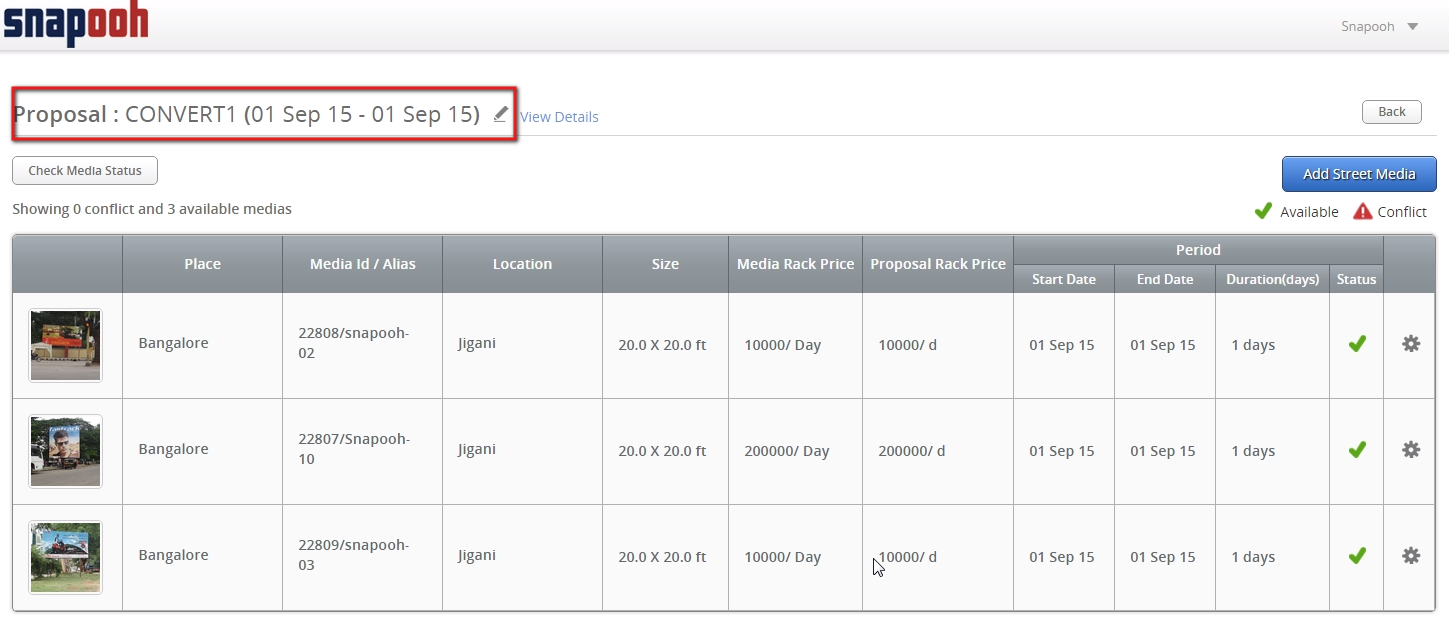 snapooh
Snapooh
Proposal : CONVERT1 (01 Sep 15 - 01 Sep 15)
View Details
Back
Check Media Status
Add Street Media
Showing 0 conflict and 3 available medias
Available
Conflict
Place
Media Id / Alias
Location
Size
Media Rack Price
Proposal Rack Price
Period
Start Date
End Date
Duration(days)
Status
Bangalore
22808/snapooh-
02
Jigani
20.0 X 20.0 ft
10000/ Day
10000/ d
01 Sep 15
01 Sep 15
1 days
Bangalore
22807/Snapooh-
10
Jigani
20.0 X 20.0 ft
200000/ Day
200000/ d
01 Sep 15
01 Sep 15
1 days
Bangalore
22809/snapooh-
03
Jigani
20.0 X 20.0 ft
10000/ Day
10000/ d
01 Sep 15
01 Sep 15
1 days